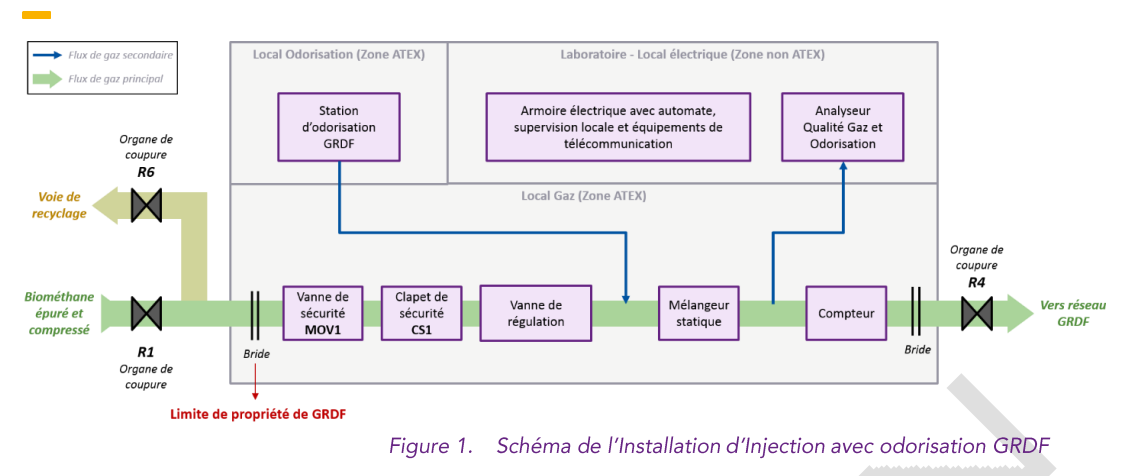 Flux de gaz secondaire
Flux de gaz principal
Local Odorisation (Zone ATEX)
Laboratoire - Local électrique (Zone non ATEX)
Station
d'odorisation
GRDF
Armoire électrique avec automate,
supervision locale et équipements de
télécommunication
Analyseur
Qualité Gaz et
Odorisation
Organe de
coupure
R6
Voie de
recyclage
Local Gaz (Zone ATEX)
Biométhane
épuré et
compressé
R1
Organe de
coupure
Bride
Vanne de
sécurité
MOV1
Clapet de
sécurité
CS1
Vanne de
régulation
Mélangeur
statique
Compteur
Bride
Organe de
coupure
R4
Vers réseau
GRDF
Limite de propriété de GRDF
Figure 1. Schéma de l'Installation d'Injection avec odorisation GRDF